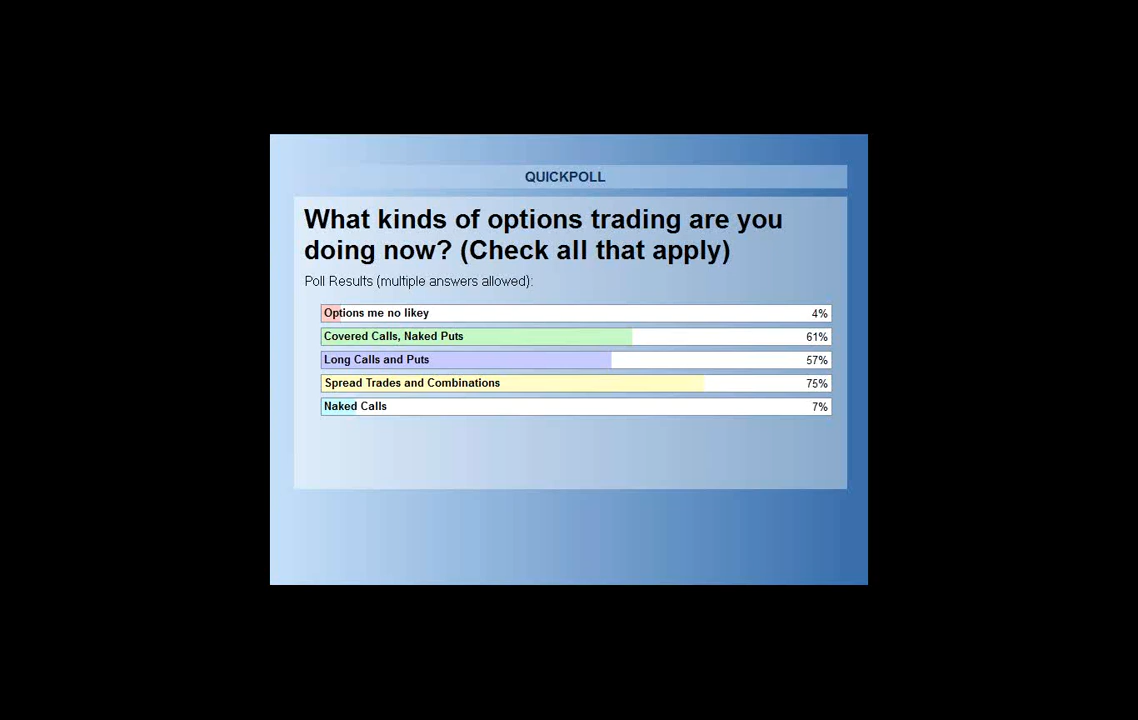 QUICKPOLL
What kinds of options trading are you
doing now? (Check all that apply)
Poll Results (multiple answers allowed):
Options me no likey 4%
Covered Calls, Naked Puts 61%
Long Calls and Puts 57%
Spread Trades and Combinations 75%
Naked Calls 7%